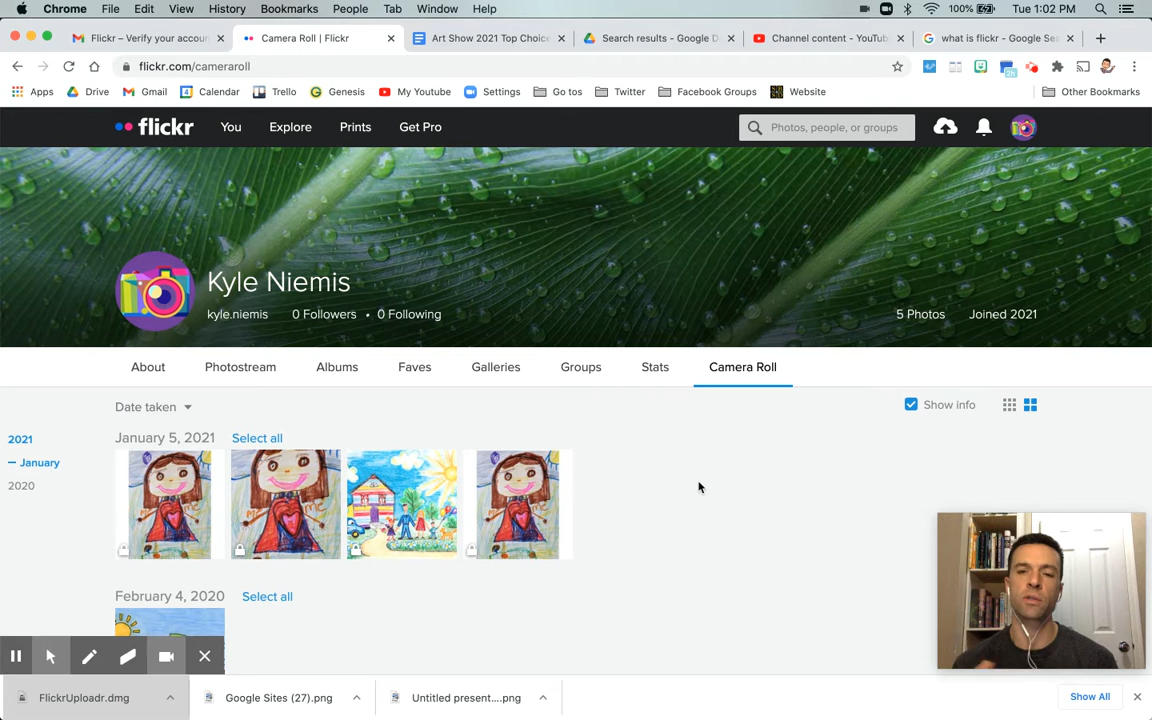 Chrome File Edit View History Bookmarks People Tab Window Help 100% Tue 1:02 PM
Flickr – Verify your accoun Camera Roll | Flickr Art Show 2021 Top Choice Search results - Google D Channel content - YouTub what is flickr - Google Sea
flickr.com/cameraroll 2h
Apps Drive Gmail 4 Calendar Trello G Genesis My Youtube Settings Go tos Twitter Facebook Groups Website Other Bookmarks
flickr You Explore Prints Get Pro Photos, people, or groups
Kyle Niemis
kyle.niemis 0 Followers • 0 Following 5 Photos Joined 2021
About Photostream Albums Faves Galleries Groups Stats Camera Roll
Date taken Show info
2021 January 5, 2021 Select all
January
2020
February 4, 2020 Select all
FlickrUploadr.dmg Google Sites (27).png Untitled present....png Show All